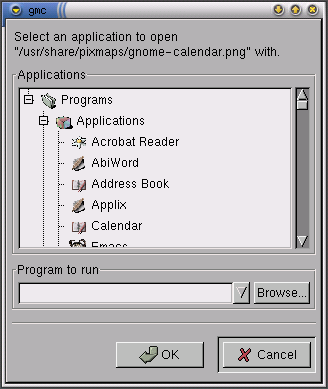 gmc
Select an application to open
"/usr/share/pixmaps/gnome-calendar.png" with.
Applications
Programs
Applications
Acrobat Reader
AbiWord
Address Book
Applix
Calendar
Emacs
Program to run
Browse...
OK
Cancel